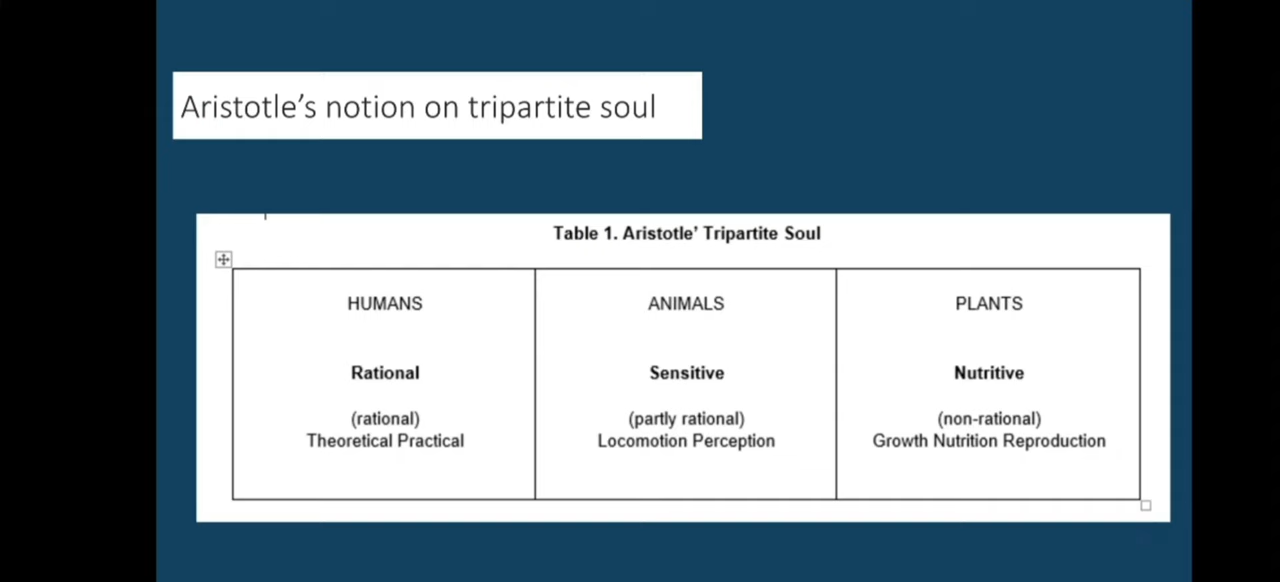 Aristotle’s notion on tripartite soul
Table 1. Aristotle’ Tripartite Soul
HUMANS
Rational
(rational)
Theoretical Practical
ANIMALS
Sensitive
(partly rational)
Locomotion Perception
PLANTS
Nutritive
(non-rational)
Growth Nutrition Reproduction